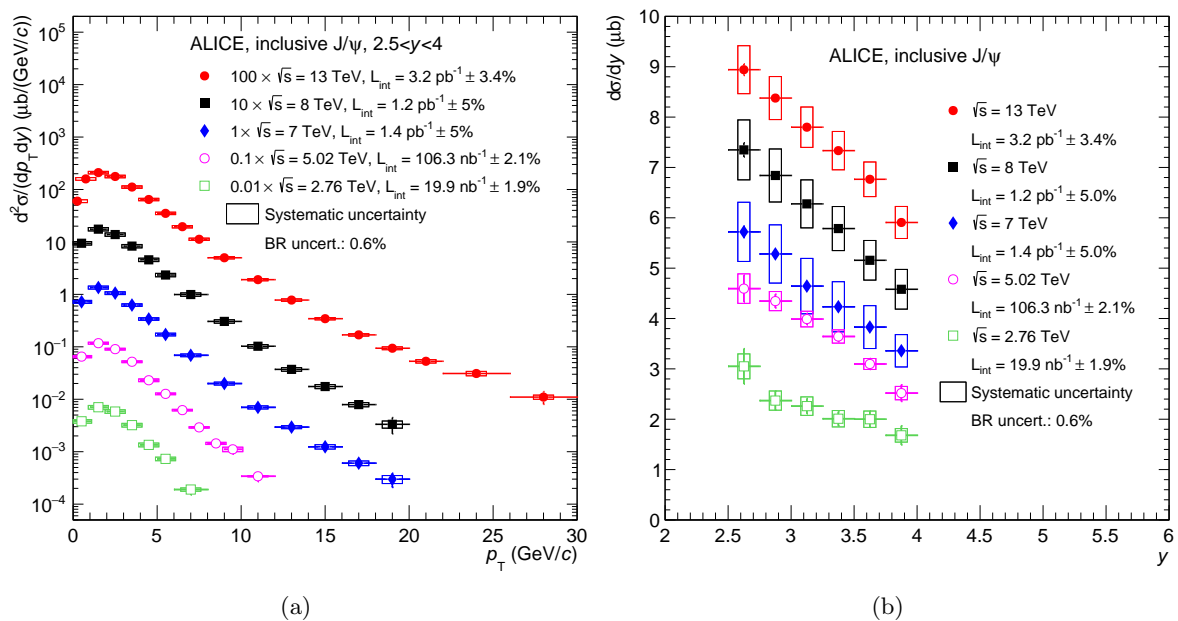 ALICE, inclusive J/ψ, 2.5<y<4
100 × √s = 13 TeV, L_int = 3.2 pb⁻¹ ± 3.4%
10 × √s = 8 TeV, L_int = 1.2 pb⁻¹ ± 5%
1× √s = 7 TeV, L_int = 1.4 pb⁻¹ ± 5%
0.1× √s = 5.02 TeV, L_int = 106.3 nb⁻¹ ± 2.1%
0.01× √s = 2.76 TeV, L_int = 19.9 nb⁻¹ ± 1.9%
Systematic uncertainty
BR uncert.: 0.6%
d²σ/(dp_T dy) (μb/(GeV/c))
10⁵
10⁴
10³
10²
10
1
10⁻¹
10⁻²
10⁻³
10⁻⁴
0 5 10 15 20 25 30
p_T (GeV/c)
(a)
ALICE, inclusive J/ψ
√s = 13 TeV
L_int = 3.2 pb⁻¹ ± 3.4%
√s = 8 TeV
L_int = 1.2 pb⁻¹ ± 5.0%
√s = 7 TeV
L_int = 1.4 pb⁻¹ ± 5.0%
√s = 5.02 TeV
L_int = 106.3 nb⁻¹ ± 2.1%
√s = 2.76 TeV
L_int = 19.9 nb⁻¹ ± 1.9%
Systematic uncertainty
BR uncert.: 0.6%
dσ/dy (μb)
10
9
8
7
6
5
4
3
2
1
0
2 2.5 3 3.5 4 4.5 5 5.5 6
y
(b)